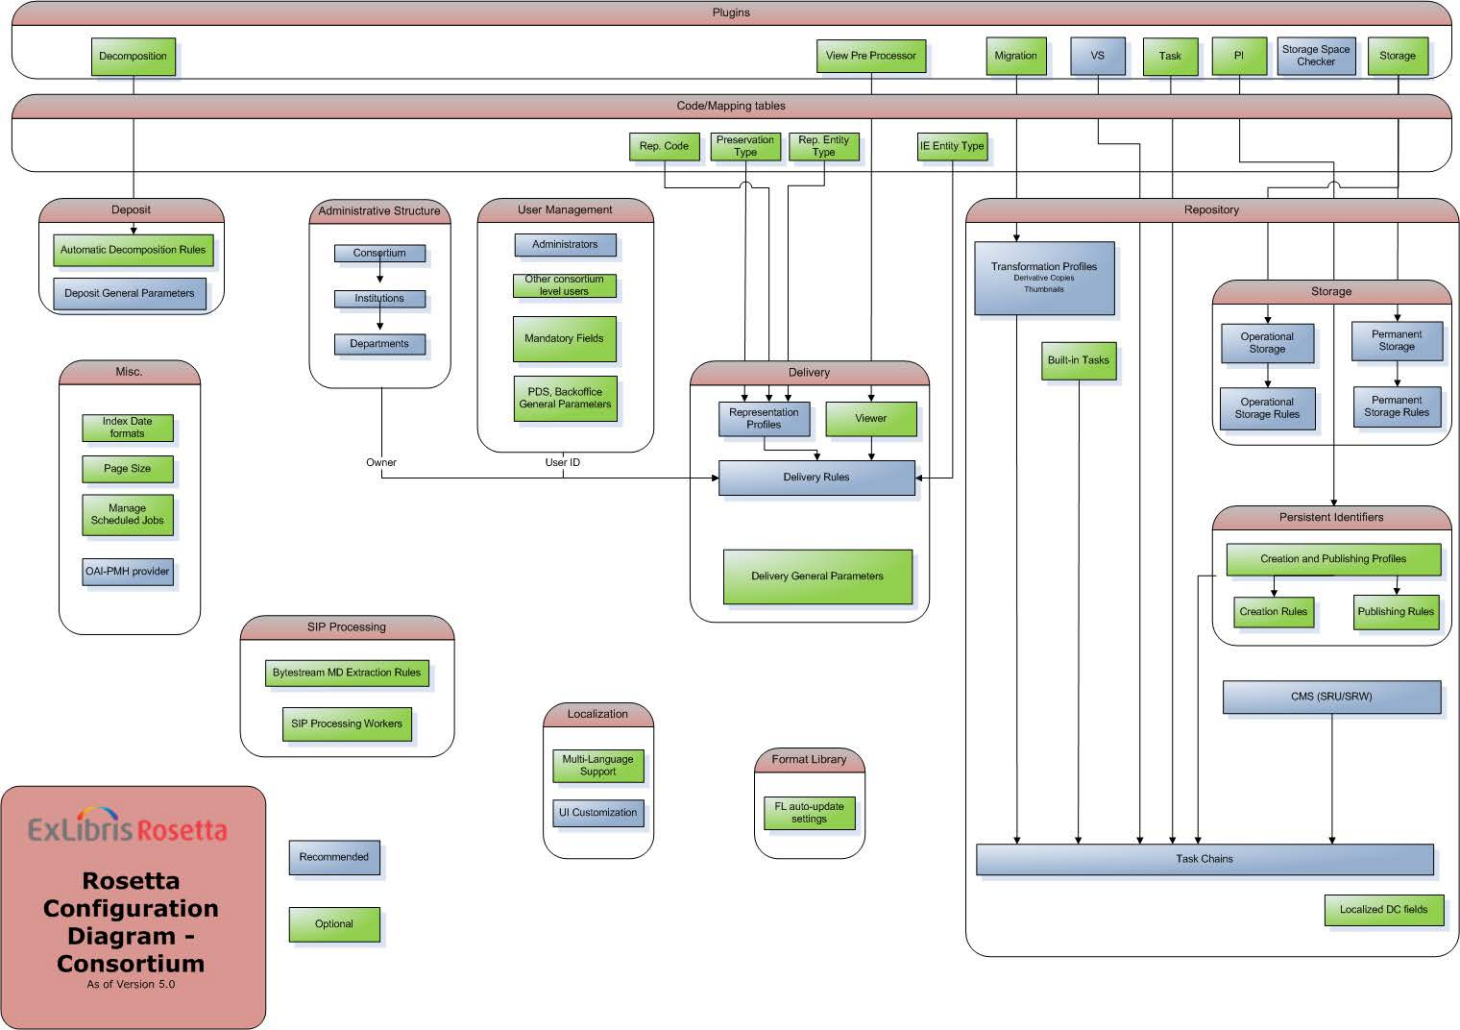 Plugins
Decomposition
View Pre Processor
Migration
VS
Task
PI
Storage Space
Checker
Storage
Code/Mapping tables
Rep. Code
Preservation
Type
Rep. Entity
Type
IE Entity Type
Deposit
Automatic Decomposition Rules
Deposit General Parameters
Administrative Structure
Consortium
Institutions
Departments
User Management
Administrators
Other consortium
level users
Mandatory Fields
PDS, Backoffice
General Parameters
Owner
User ID
Misc.
Index Date
formats
Page Size
Manage
Scheduled Jobs
OAI-PMH provider
Delivery
Representation
Profiles
Viewer
Delivery Rules
Delivery General Parameters
Repository
Transformation Profiles
Derivative Copies
Thumbnails
Built-in Tasks
Storage
Operational
Storage
Permanent
Storage
Operational
Storage Rules
Permanent
Storage Rules
Persistent Identifiers
Creation and Publishing Profiles
Creation Rules
Publishing Rules
CMS (SRU/SRW)
Task Chains
Localized DC fields
SIP Processing
Bytestream MD Extraction Rules
SIP Processing Workers
Localization
Multi-Language
Support
UI Customization
Format Library
FL auto-update
settings
ExLibris Rosetta
Rosetta
Configuration
Diagram -
Consortium
As of Version 5.0
Recommended
Optional